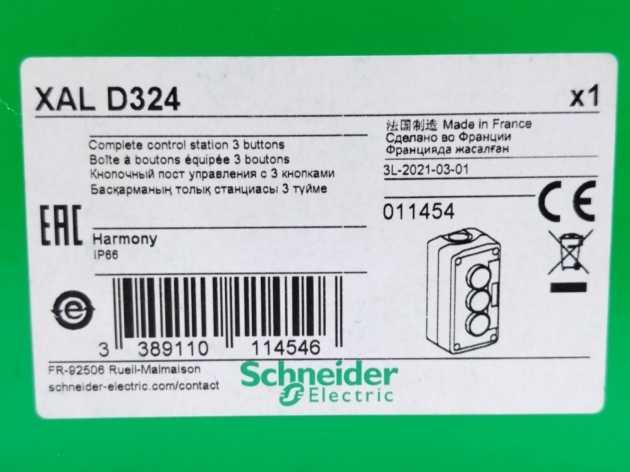 XAL D324
x1
Complete control station 3 buttons
Boîte à boutons équipée 3 boutons
Кнопочный пост управления с 3 кнопками
Басқарманың толық станциасы 3 түйме
法国制造 Made in France
Сделано во Франции
Францияда жасалған
3L-2021-03-01
011454
CE
EAC
Harmony
IP66
e
3 389110 114546
FR-92506 Rueil-Malmaison
schneider-electric.com/contact
Schneider
Electric